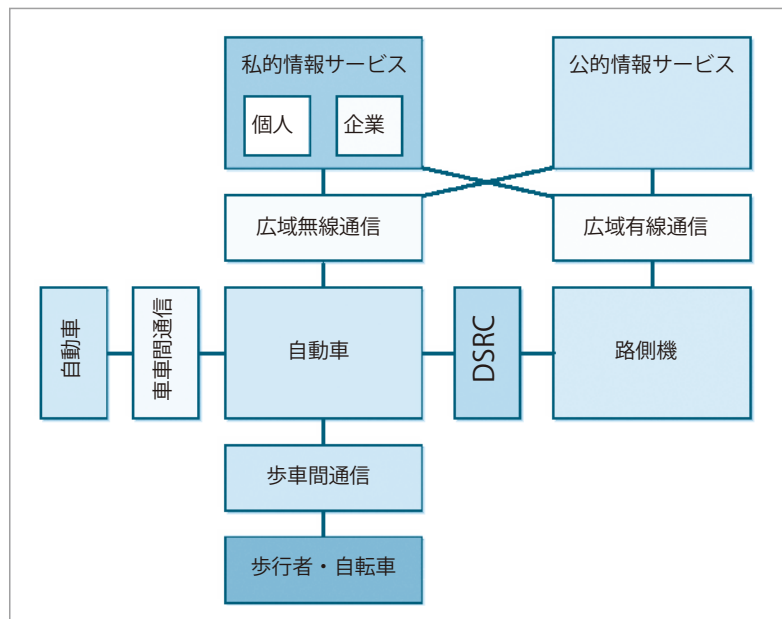 私的情報サービス
公的情報サービス
個人
企業
広域無線通信
広域有線通信
自動車
車車間通信
自動車
DSRC
路側機
歩車間通信
歩行者・自転車